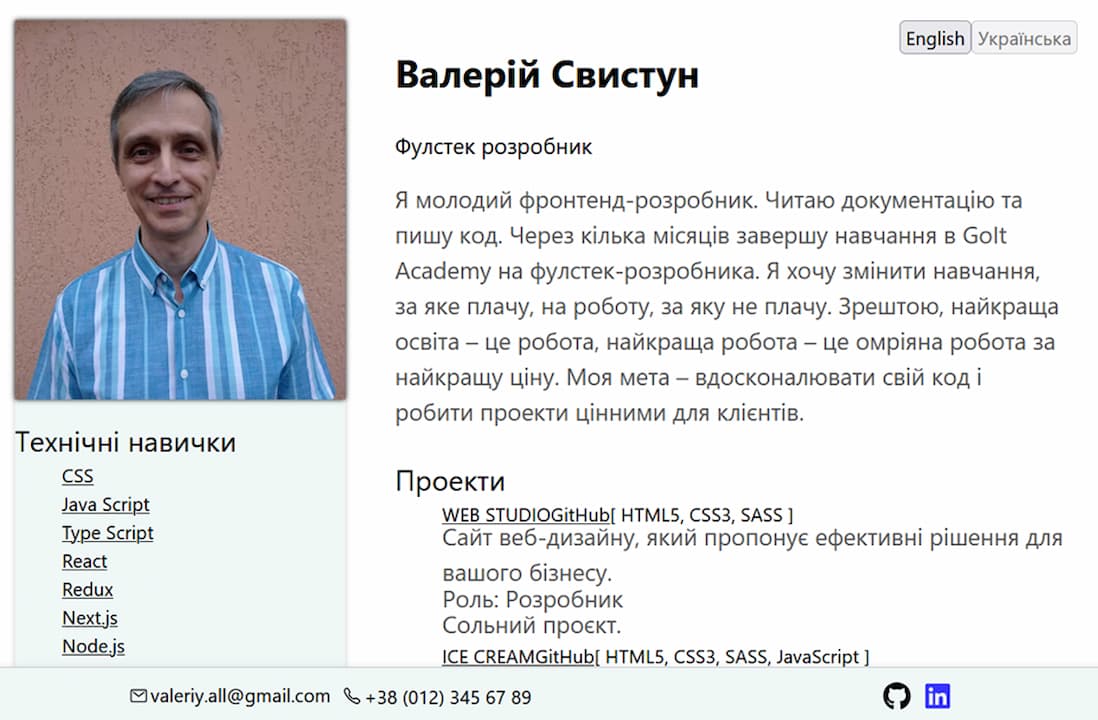 English Українська
Валерій Свистун
Фулстек розробник
Я молодий фронтенд-розробник. Читаю документацію та
пишу код. Через кілька місяців завершу навчання в GoIt
Academy на фулстек-розробника. Я хочу змінити навчання,
за яке плачу, на роботу, за яку не плачу. Зрештою, найкраща
освіта – це робота, найкраща робота – це омріяна робота за
найкращу ціну. Моя мета – вдосконалювати свій код і
робити проекти цінними для клієнтів.
Технічні навички
CSS
Java Script
Type Script
React
Redux
Next.js
Node.js
Проекти
WEB STUDIOGitHub[ HTML5, CSS3, SASS ]
Сайт веб-дизайну, який пропонує ефективні рішення для
вашого бізнесу.
Роль: Розробник
Сольний проєкт.
ICE CREAMGitHub[ HTML5, CSS3, SASS, JavaScript ]
valeriy.all@gmail.com +38 (012) 345 67 89
in